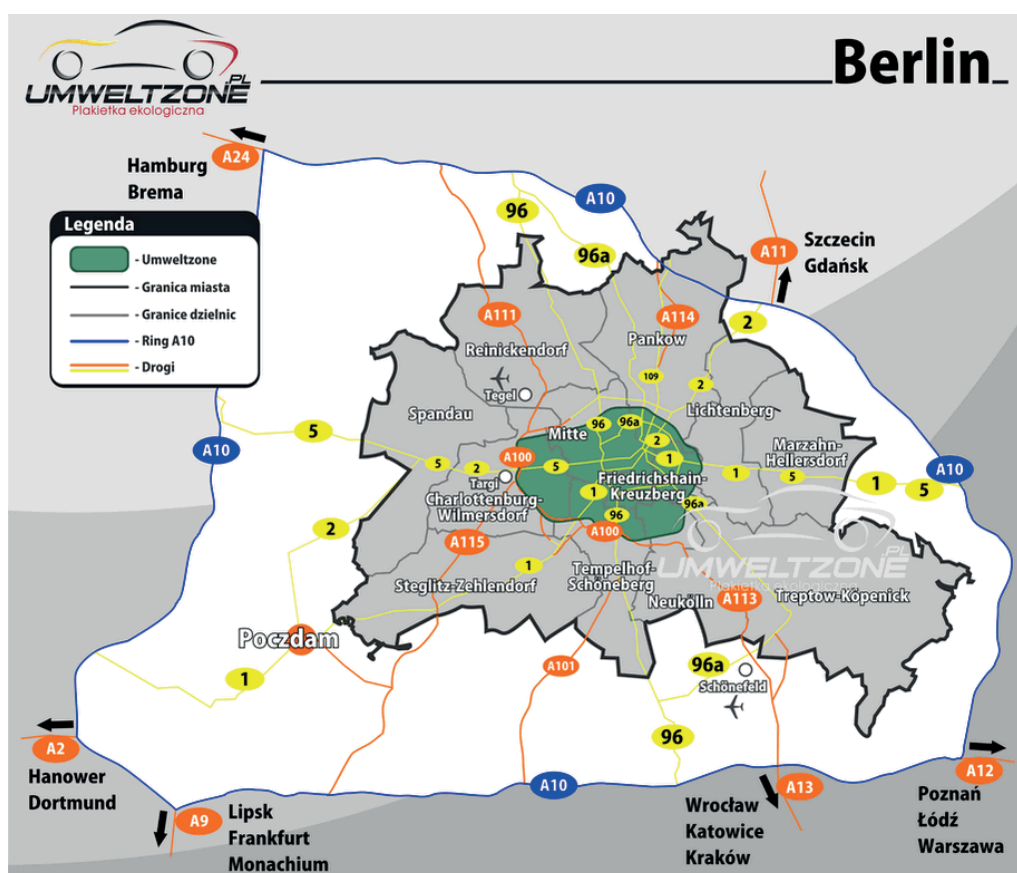 UMWELTZONE.PL
Plakietka ekologiczna
Berlin
A24
Hamburg
Brema
A10
96
96a
A11
Szczecin
Gdańsk
Legenda
- Umweltzone
- Granica miasta
- Granice dzielnic
- Ring A10
- Drogi
A111
A114
2
Reinickendorf
Pankow
109
2
Tegel
Spandau
Lichtenberg
Mitte
96
96a
5
A10
2
Marzahn-
Hellersdorf
A100
1
5
2
5
1
5
A10
1
5
Targi
Friedrichshain-
Kreuzberg
Charlottenburg-
Wilmersdorf
1
96
96a
2
A100
A115
UMWELTZONE.PL
Plakietka ekologiczna
1
Tempelhof-
Schöneberg
Steglitz-Zehlendorf
Neukölln
A113
Treptow-Köpenick
Poczdam
1
A101
96a
Schönefeld
96
A2
Hanower
Dortmund
A10
A13
A12
A9
Lipsk
Frankfurt
Monachium
Wrocław
Katowice
Kraków
Poznań
Łódź
Warszawa